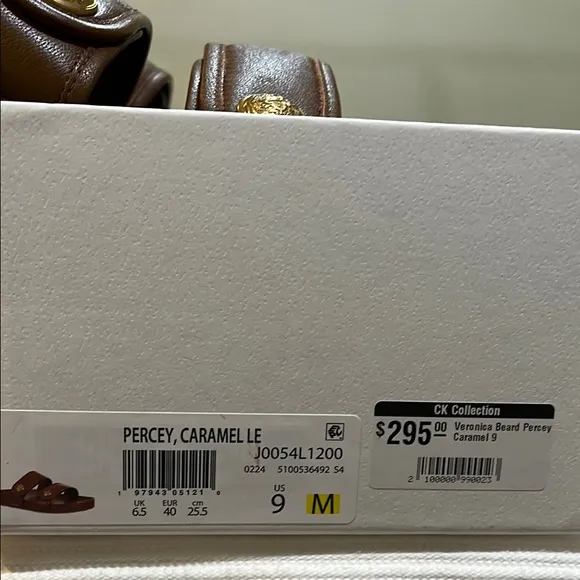 PERCEY, CARAMEL LE
J0054L1200
0224 5100536492 S4
1 97943 05121 0
UK EUR cm
6.5 40 25.5
US
9 M
CK Collection
$295.00 Veronica Beard Percey
Caramel 9
2 100000 990023